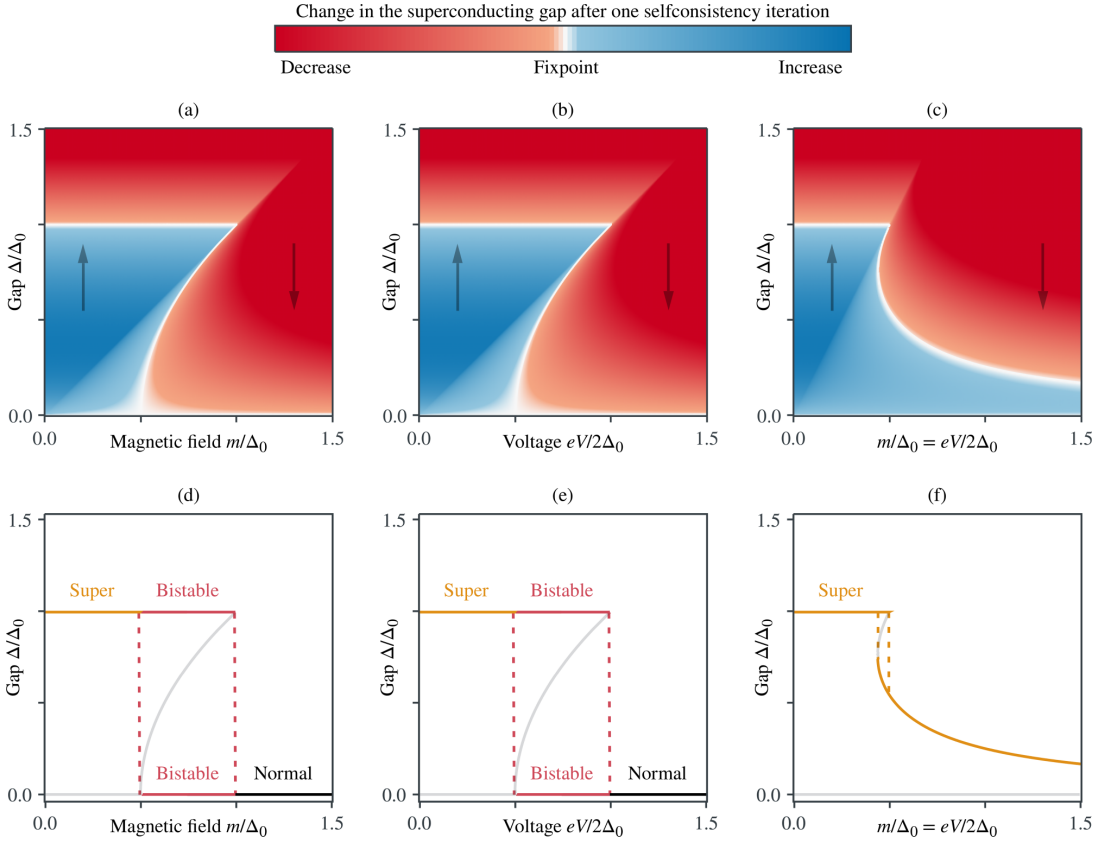 Change in the superconducting gap after one selfconsistency iteration
Decrease Fixpoint Increase
(a) (b) (c)
1.5 1.5 1.5
Gap Δ/Δ₀ Gap Δ/Δ₀ Gap Δ/Δ₀
0.0 0.0 0.0
0.0 Magnetic field m/Δ₀ 1.5 0.0 Voltage eV/2Δ₀ 1.5 0.0 m/Δ₀ = eV/2Δ₀ 1.5
(d) (e) (f)
1.5 1.5 1.5
Super Bistable Super Bistable Super
Gap Δ/Δ₀ Gap Δ/Δ₀ Gap Δ/Δ₀
Bistable Normal Bistable Normal
0.0 0.0 0.0
0.0 Magnetic field m/Δ₀ 1.5 0.0 Voltage eV/2Δ₀ 1.5 0.0 m/Δ₀ = eV/2Δ₀ 1.5